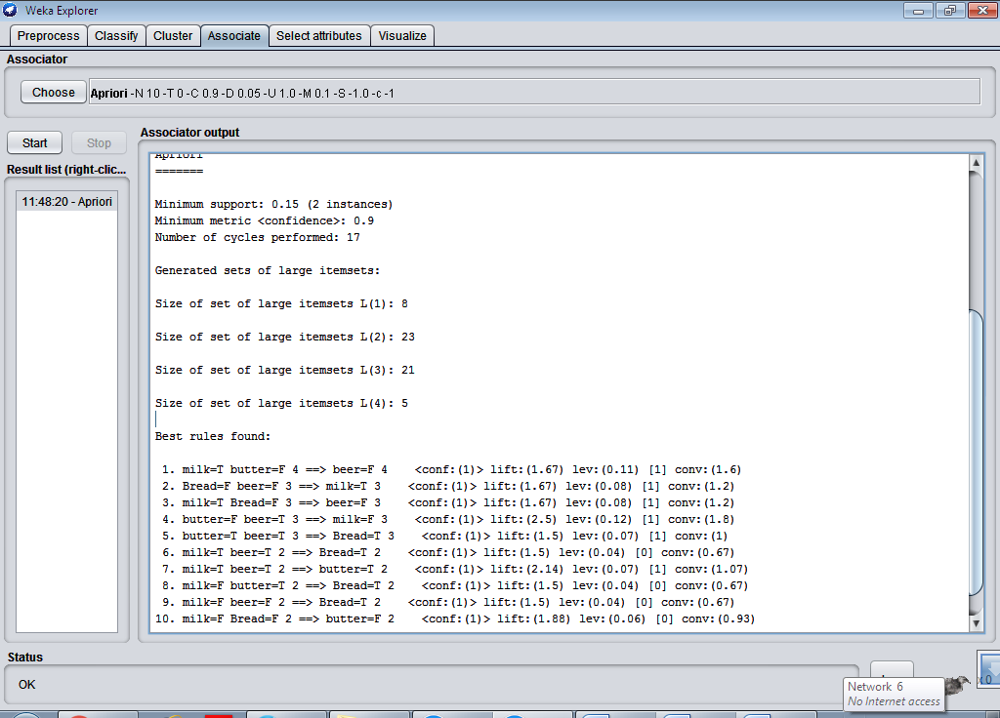 Weka Explorer
Preprocess Classify Cluster Associate Select attributes Visualize
Associator
Choose Apriori -N 10 -T 0 -C 0.9 -D 0.05 -U 1.0 -M 0.1 -S -1.0 -c -1
Start Stop
Associator output
Result list (right-clic...
11:48:20 - Apriori
Apriori
=======
Minimum support: 0.15 (2 instances)
Minimum metric <confidence>: 0.9
Number of cycles performed: 17
Generated sets of large itemsets:
Size of set of large itemsets L(1): 8
Size of set of large itemsets L(2): 23
Size of set of large itemsets L(3): 21
Size of set of large itemsets L(4): 5
Best rules found:
1. milk=T butter=F 4 ==> beer=F 4 <conf:(1)> lift:(1.67) lev:(0.11) [1] conv:(1.6)
2. Bread=F beer=F 3 ==> milk=T 3 <conf:(1)> lift:(1.67) lev:(0.08) [1] conv:(1.2)
3. milk=T Bread=F 3 ==> beer=F 3 <conf:(1)> lift:(1.67) lev:(0.08) [1] conv:(1.2)
4. butter=F beer=T 3 ==> milk=F 3 <conf:(1)> lift:(2.5) lev:(0.12) [1] conv:(1.8)
5. butter=T beer=T 3 ==> Bread=T 3 <conf:(1)> lift:(1.5) lev:(0.07) [1] conv:(1)
6. milk=T beer=T 2 ==> Bread=T 2 <conf:(1)> lift:(1.5) lev:(0.04) [0] conv:(0.67)
7. milk=T beer=T 2 ==> butter=T 2 <conf:(1)> lift:(2.14) lev:(0.07) [1] conv:(1.07)
8. milk=F butter=T 2 ==> Bread=T 2 <conf:(1)> lift:(1.5) lev:(0.04) [0] conv:(0.67)
9. milk=F beer=F 2 ==> Bread=T 2 <conf:(1)> lift:(1.5) lev:(0.04) [0] conv:(0.67)
10. milk=F Bread=F 2 ==> butter=F 2 <conf:(1)> lift:(1.88) lev:(0.06) [0] conv:(0.93)
Status
OK
x 0
Network 6
No Internet access